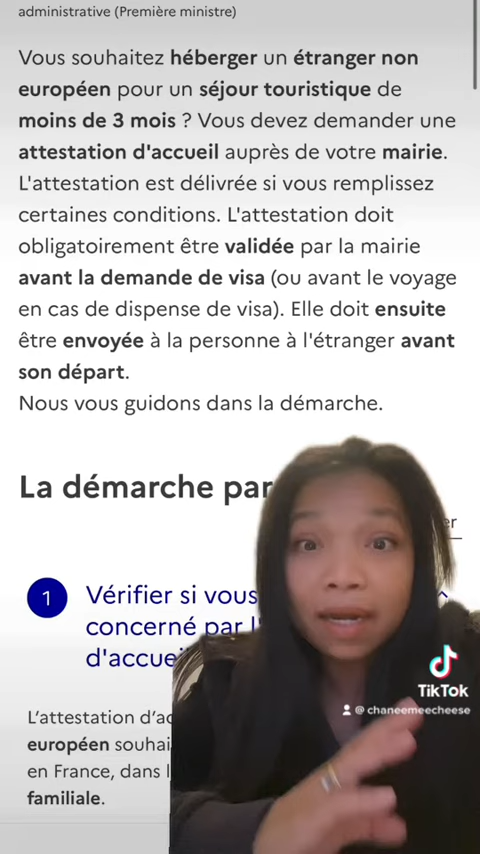 administrative (Première ministre)
Vous souhaitez héberger un étranger non
européen pour un séjour touristique de
moins de 3 mois ? Vous devez demander une
attestation d'accueil auprès de votre mairie.
L'attestation est délivrée si vous remplissez
certaines conditions. L'attestation doit
obligatoirement être validée par la mairie
avant la demande de visa (ou avant le voyage
en cas de dispense de visa). Elle doit ensuite
être envoyée à la personne à l'étranger avant
son départ.
Nous vous guidons dans la démarche.
La démarche par
1
Vérifier si vous
concerné par
d'accuei
L'attestation d'ac
européen souhai
en France, dans
familiale.
TikTok
@ chaneemeecheese